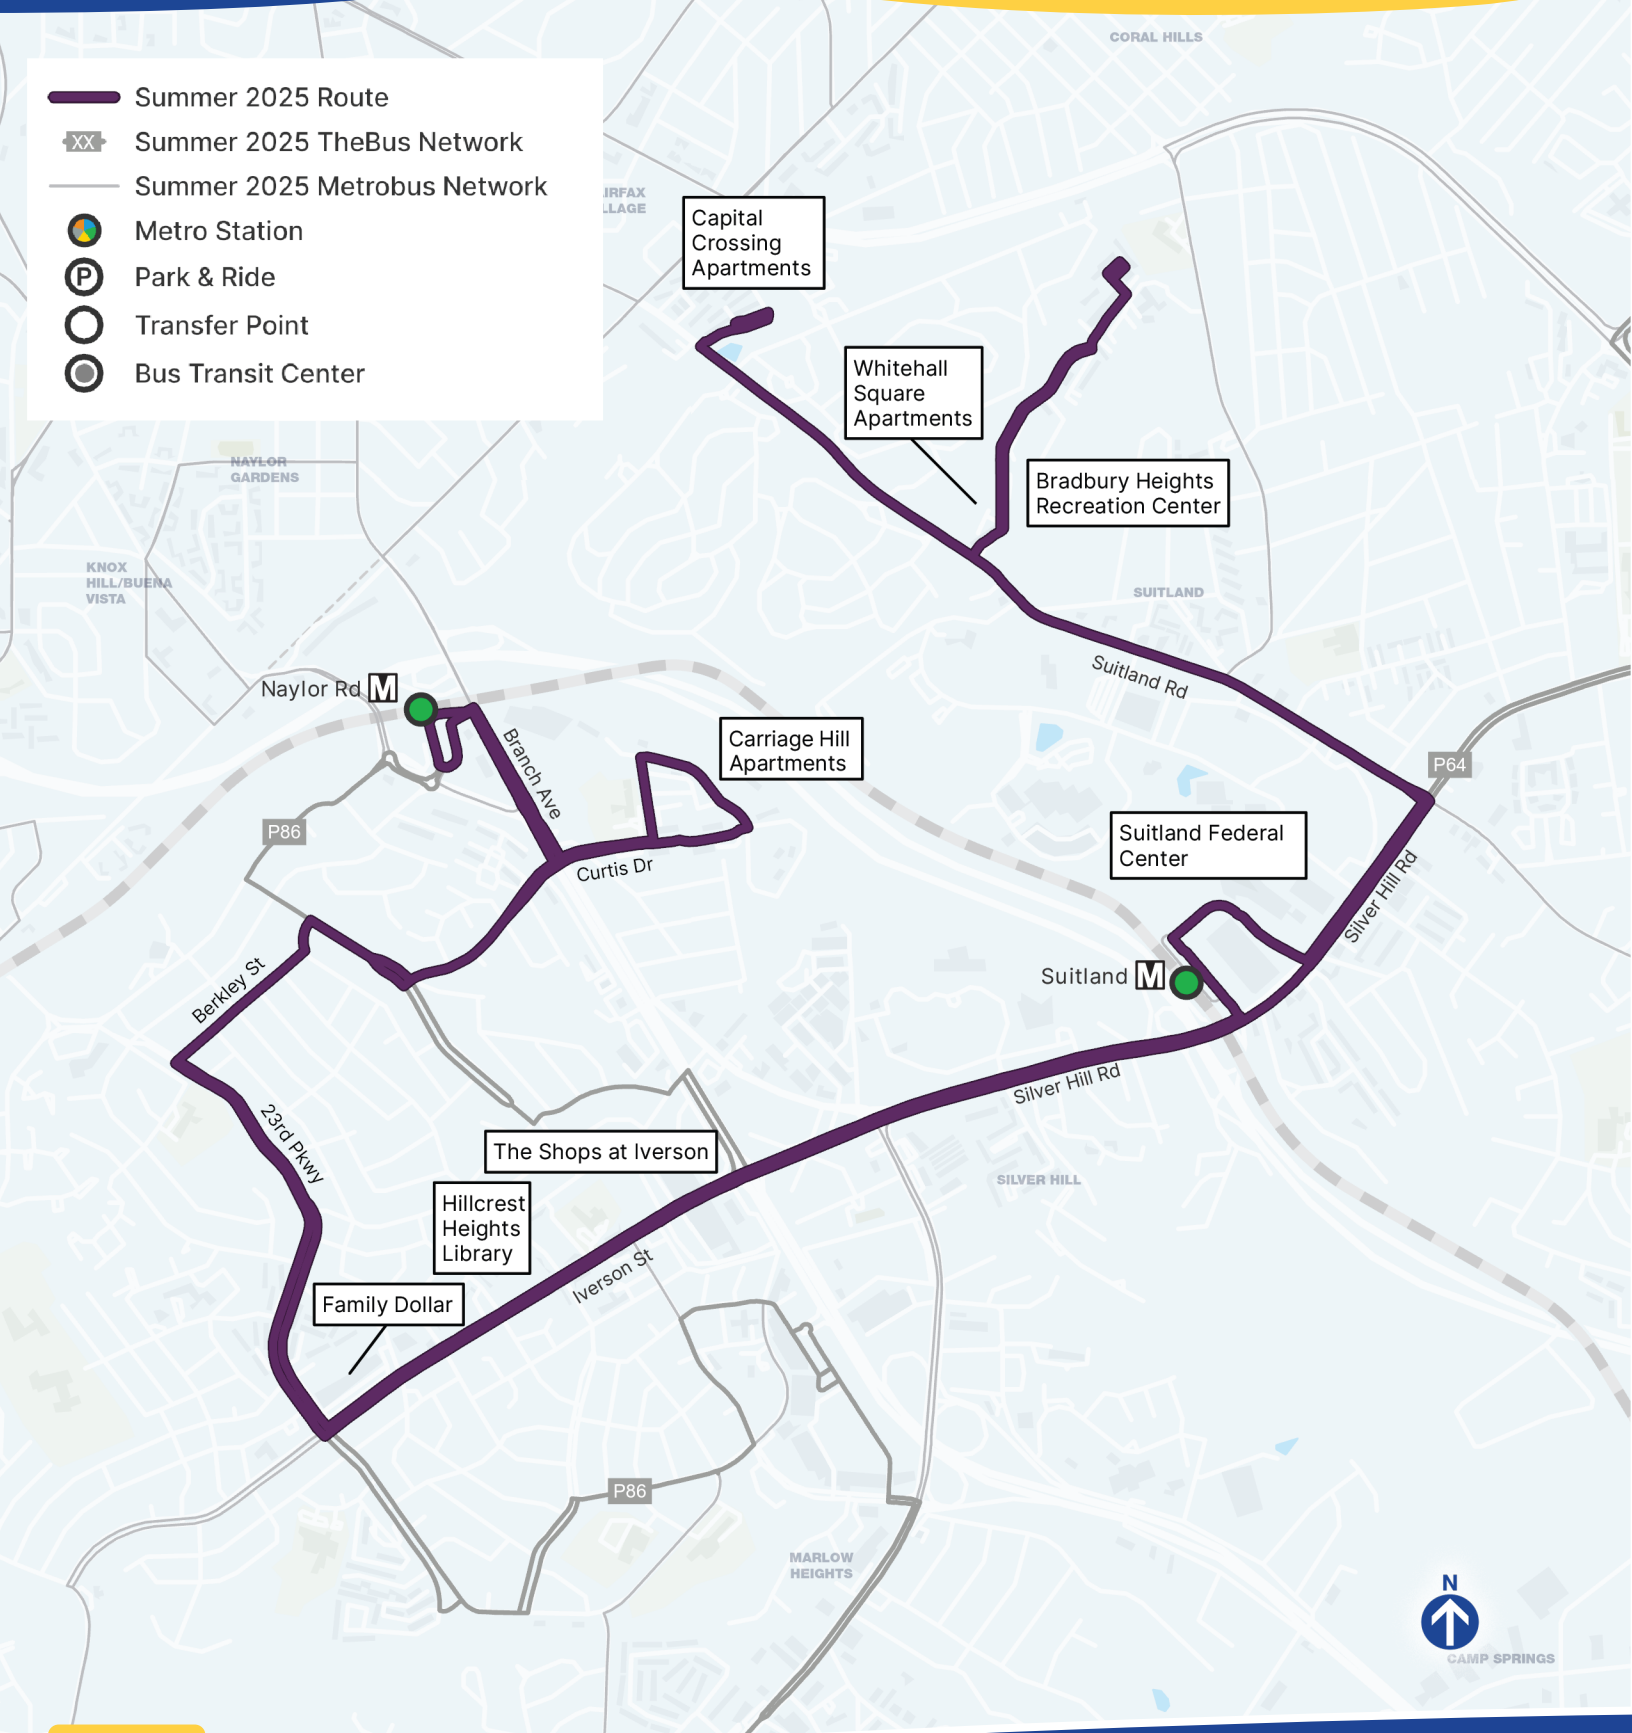 CORAL HILLS
Summer 2025 Route
XX
Summer 2025 TheBus Network
Summer 2025 Metrobus Network
Metro Station
P
Park & Ride
Transfer Point
Bus Transit Center
IRFAX
LLAGE
Capital
Crossing
Apartments
Whitehall
Square
Apartments
Bradbury Heights
Recreation Center
NAYLOR
GARDENS
KNOX
HILL/BUENA
VISTA
SUITLAND
Suitland Rd
Naylor Rd M
Branch Ave
Carriage Hill
Apartments
P64
P86
Curtis Dr
Suitland Federal
Center
Silver Hill Rd
Berkley St
Suitland M
Silver Hill Rd
23rd Pkwy
The Shops at Iverson
SILVER HILL
Hillcrest
Heights
Library
Iverson St
Family Dollar
P86
MARLOW
HEIGHTS
N
CAMP SPRINGS